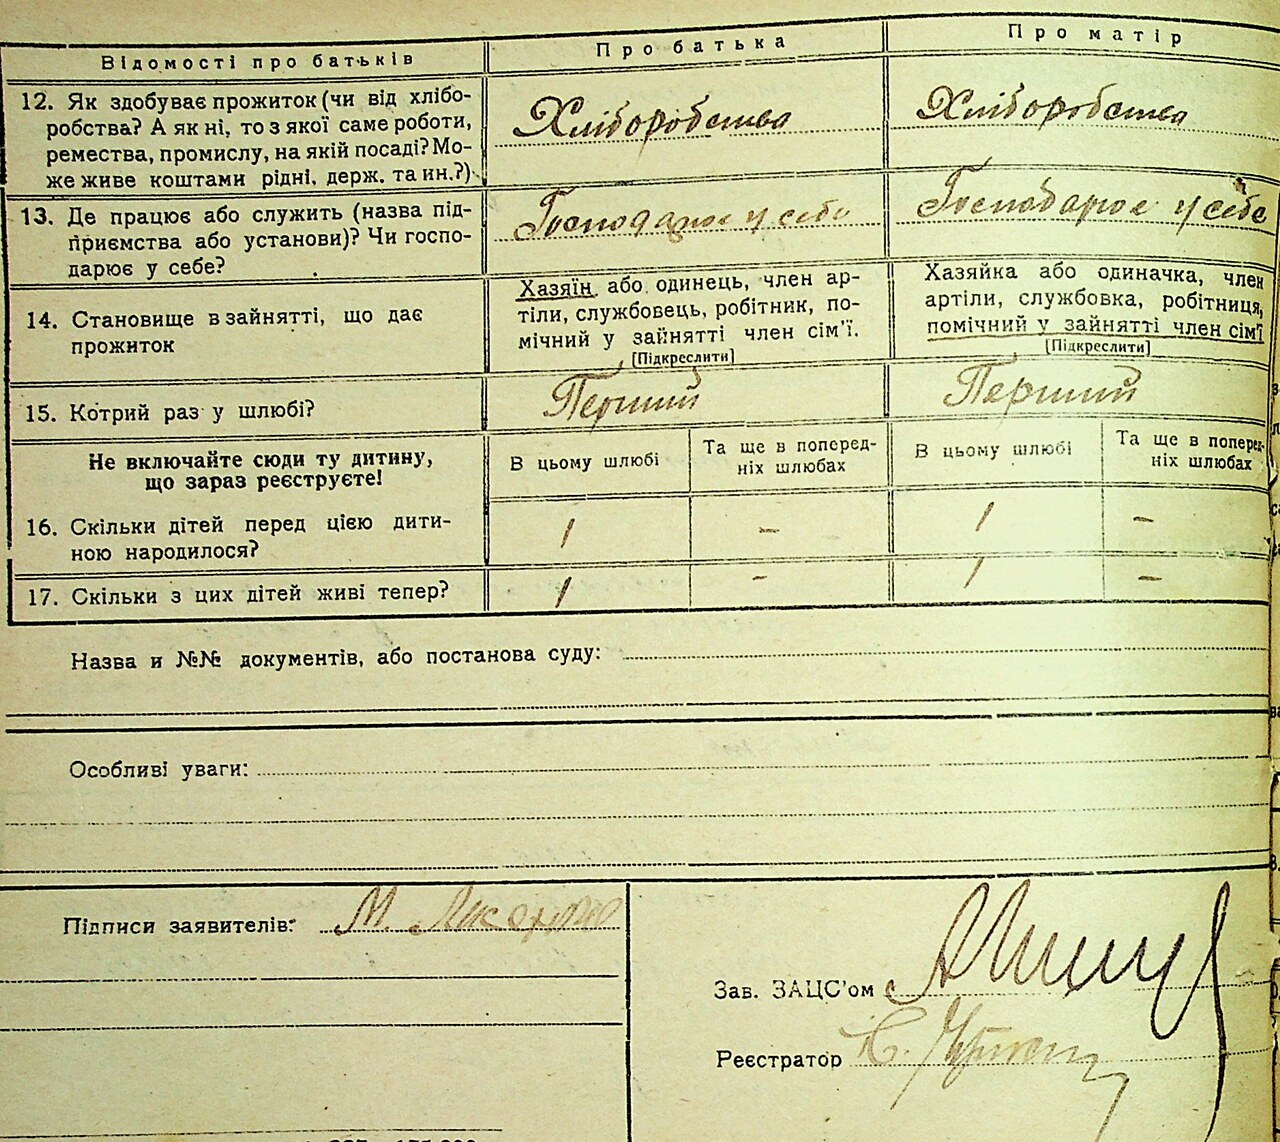 Відомості про батьків
Про батька
Про матір
12. Як здобуває прожиток (чи від хлібо-
робства? А як ні, то з якої саме роботи,
ремества, промислу, на якій посаді? Мо-
же живе коштами рідні, держ. та ин.?)
Хліборобства
Хліборобства
13. Де працює або служить (назва під-
приємства або установи)? Чи госпо-
дарює у себе?
Господарює у себе
Господарює у себе
14. Становище в зайнятті, що дає
прожиток
Хазяїн або одинець, член ар-
тіли, службовець, робітник, по-
мічний у зайнятті член сім'ї.
[Підкреслити]
Хазяйка або одиначка, член
артіли, службовка, робітниця,
помічний у зайнятті член сім'ї
[Підкреслити]
15. Котрий раз у шлюбі?
Перший
Перший
Не включайте сюди ту дитину,
що зараз реєструєте!
В цьому шлюбі
Та ще в поперед-
ніх шлюбах
В цьому шлюбі
Та ще в поперед-
ніх шлюбах
16. Скільки дітей перед цією дити-
ною народилося?
1
-
1
-
17. Скільки з цих дітей живі тепер?
1
-
1
-
Назва и №№ документів, або постанова суду:
Особливі уваги:
Підписи заявителів:
М.
Зав. ЗАЦС'ом
Реєстратор